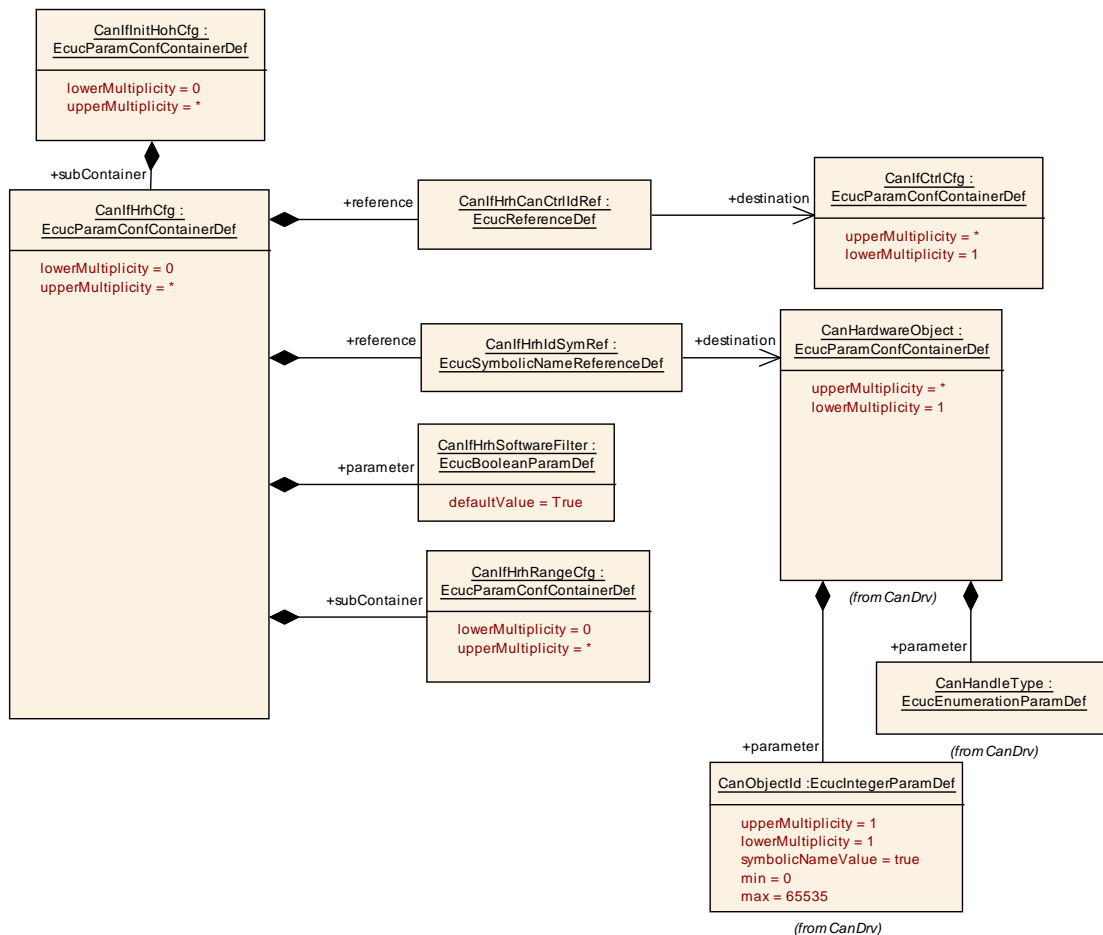 CanIfInitHohCfg :
EcucParamConfContainerDef
lowerMultiplicity = 0
upperMultiplicity = *
+subContainer
CanIfHrhCfg :
EcucParamConfContainerDef
lowerMultiplicity = 0
upperMultiplicity = *
+reference
CanIfHrhCanCtrlIdRef :
EcucReferenceDef
+destination
CanIfCtrlCfg :
EcucParamConfContainerDef
upperMultiplicity = *
lowerMultiplicity = 1
+reference
CanIfHrhIdSymRef :
EcucSymbolicNameReferenceDef
+destination
CanHardwareObject :
EcucParamConfContainerDef
upperMultiplicity = *
lowerMultiplicity = 1
(from CanDrv)
+parameter
CanIfHrhSoftwareFilter :
EcucBooleanParamDef
defaultValue = True
+subContainer
CanIfHrhRangeCfg :
EcucParamConfContainerDef
lowerMultiplicity = 0
upperMultiplicity = *
+parameter
CanHandleType :
EcucEnumerationParamDef
(from CanDrv)
+parameter
CanObjectId :EcucIntegerParamDef
upperMultiplicity = 1
lowerMultiplicity = 1
symbolicNameValue = true
min = 0
max = 65535
(from CanDrv)